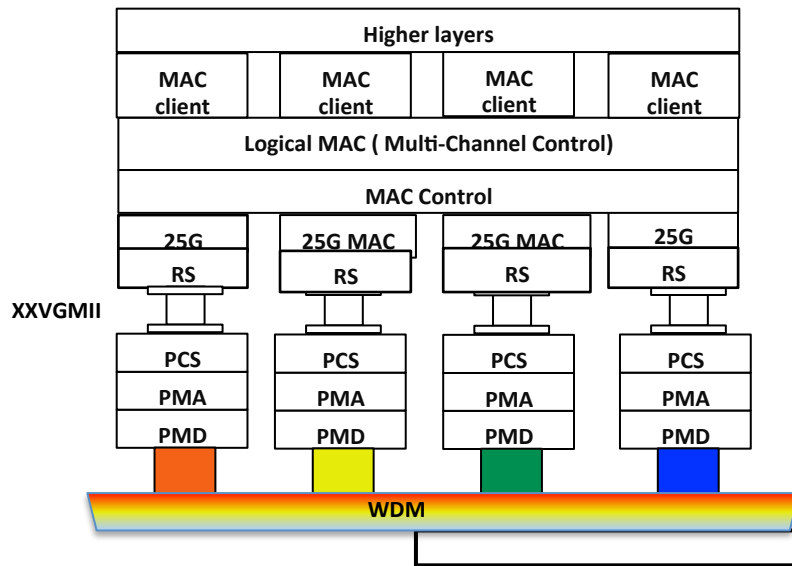 Higher layers
MAC client
MAC client
MAC client
MAC client
Logical MAC ( Multi-Channel Control)
MAC Control
25G
25G MAC
25G MAC
25G
RS
RS
RS
RS
XXVGMII
PCS
PCS
PCS
PCS
PMA
PMA
PMA
PMA
PMD
PMD
PMD
PMD
WDM